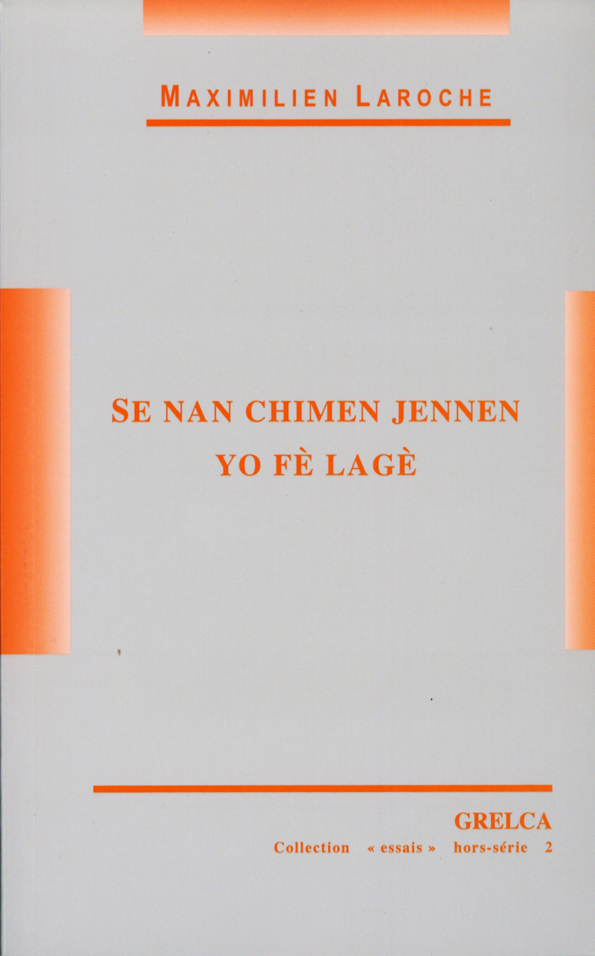 MAXIMILIEN LAROCHE
SE NAN CHIMEN JENNEN
YO FÈ LAGÈ
GRELCA
Collection « essais » hors-série 2